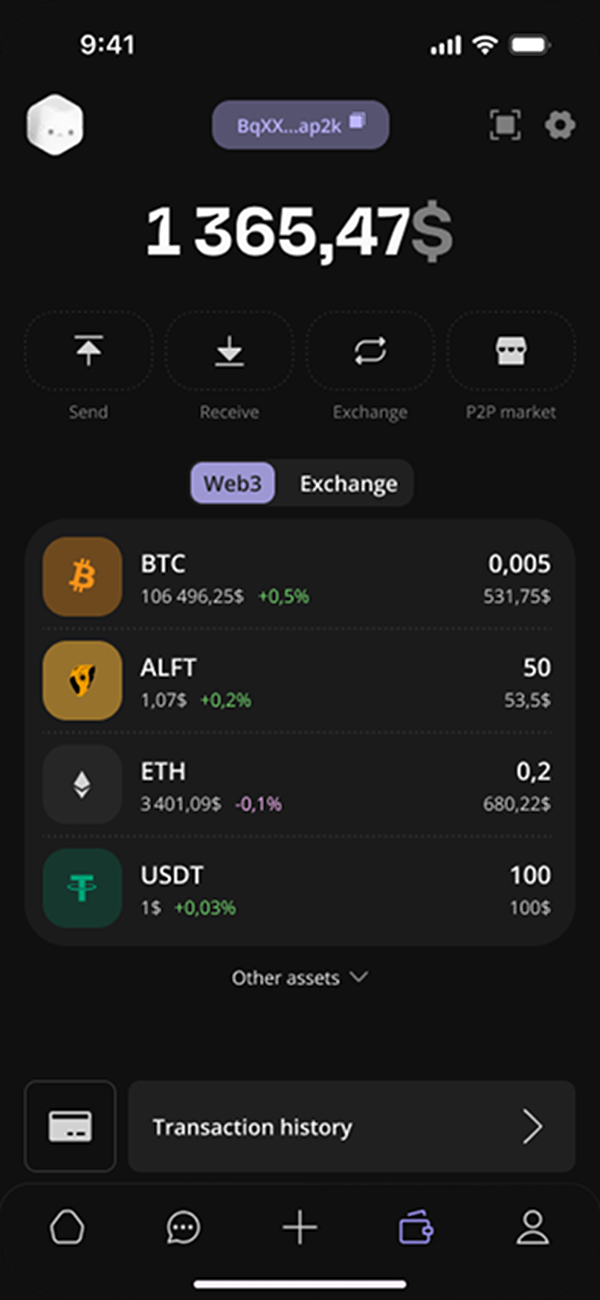 9:41
BqXX...ap2k
1 365,47$
Send Receive Exchange P2P market
Web3 Exchange
BTC 0,005
106 496,25$ +0,5% 531,75$
ALFT 50
1,07$ +0,2% 53,5$
ETH 0,2
3 401,09$ -0,1% 680,22$
USDT 100
1$ +0,03% 100$
Other assets
Transaction history